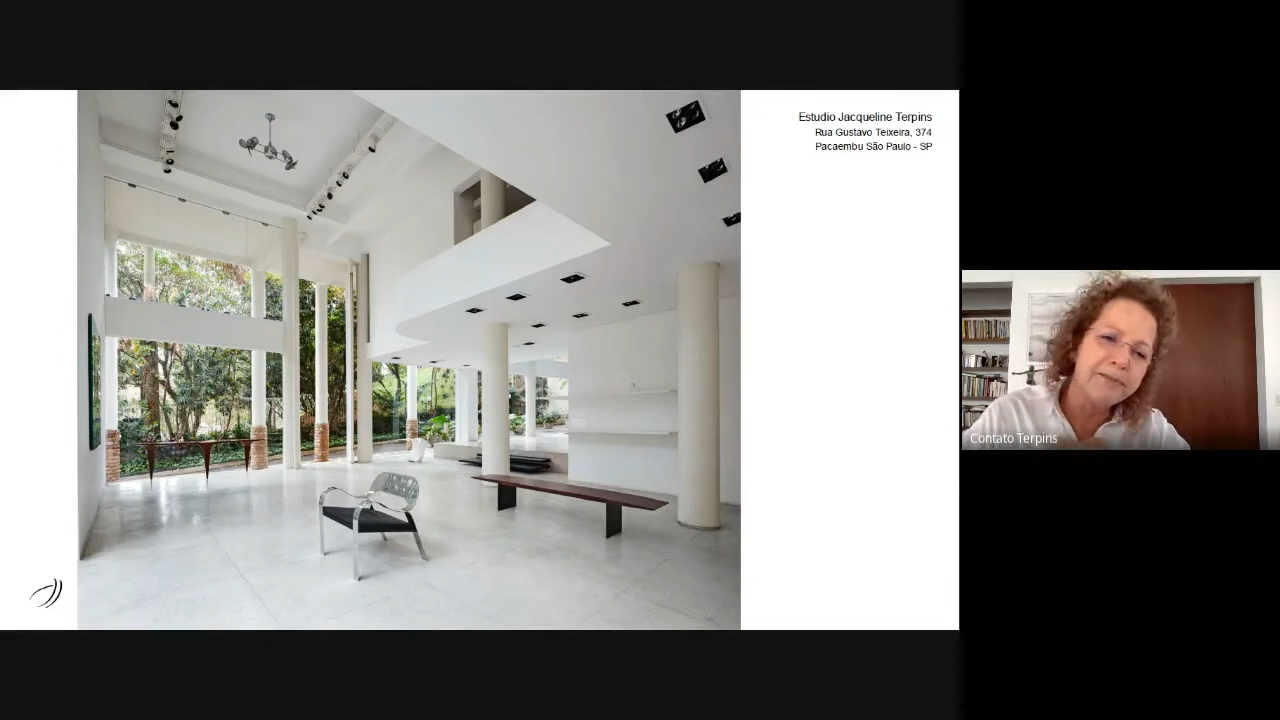 Estudio Jacqueline Terpins
Rua Gustavo Teixeira, 374
Pacaembu São Paulo - SP
Contato Terpins